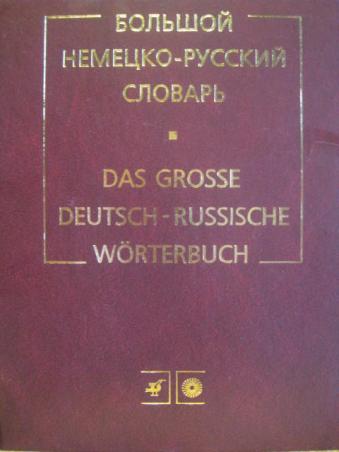 БОЛЬШОЙ
НЕМЕЦКО-РУССКИЙ
СЛОВАРЬ
DAS GROSSE
DEUTSCH-RUSSISCHE
WÖRTERBUCH